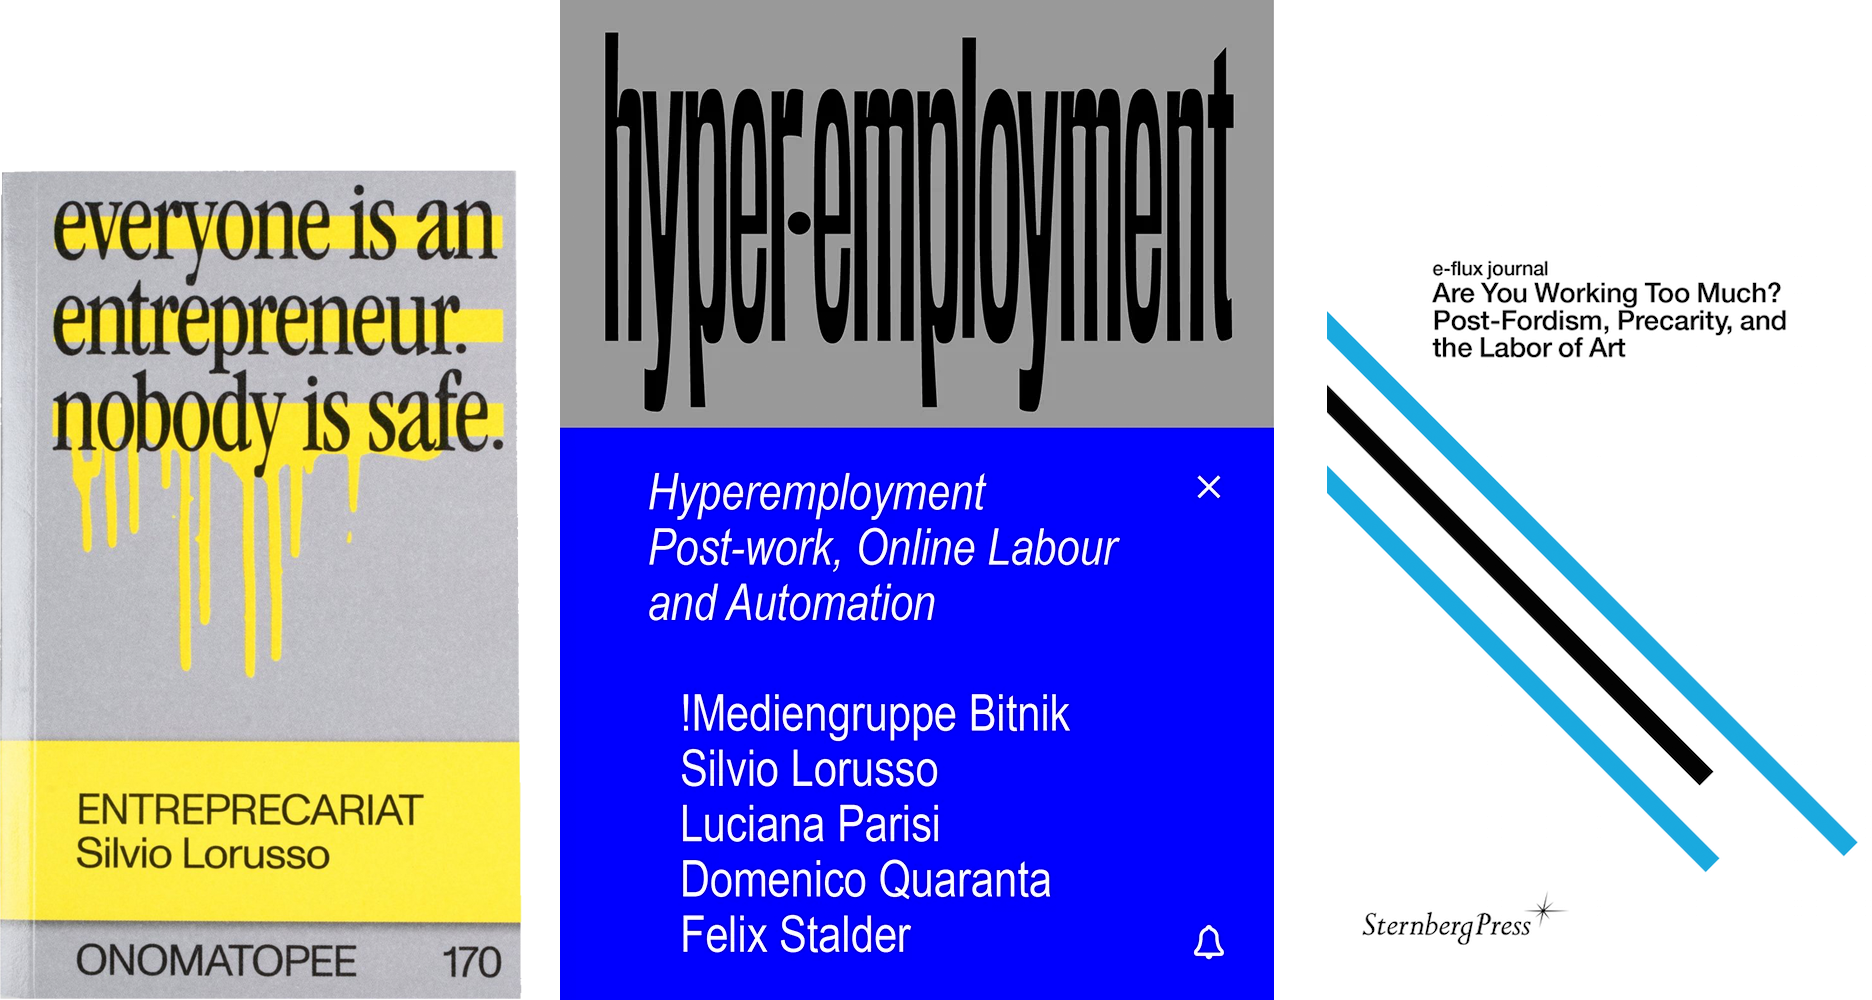 everyone is an
entrepreneur.
nobody is safe.
ENTREPRECARIAT
Silvio Lorusso
ONOMATOPEE 170
hyper·employment
Hyperemployment
Post-work, Online Labour
and Automation
!Mediengruppe Bitnik
Silvio Lorusso
Luciana Parisi
Domenico Quaranta
Felix Stalder
e-flux journal
Are You Working Too Much?
Post-Fordism, Precarity, and
the Labor of Art
SternbergPress